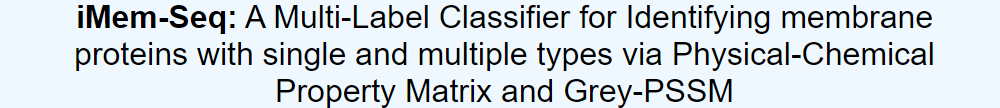 iMem-Seq: A Multi-Label Classifier for Identifying membrane
proteins with single and multiple types via Physical-Chemical
Property Matrix and Grey-PSSM